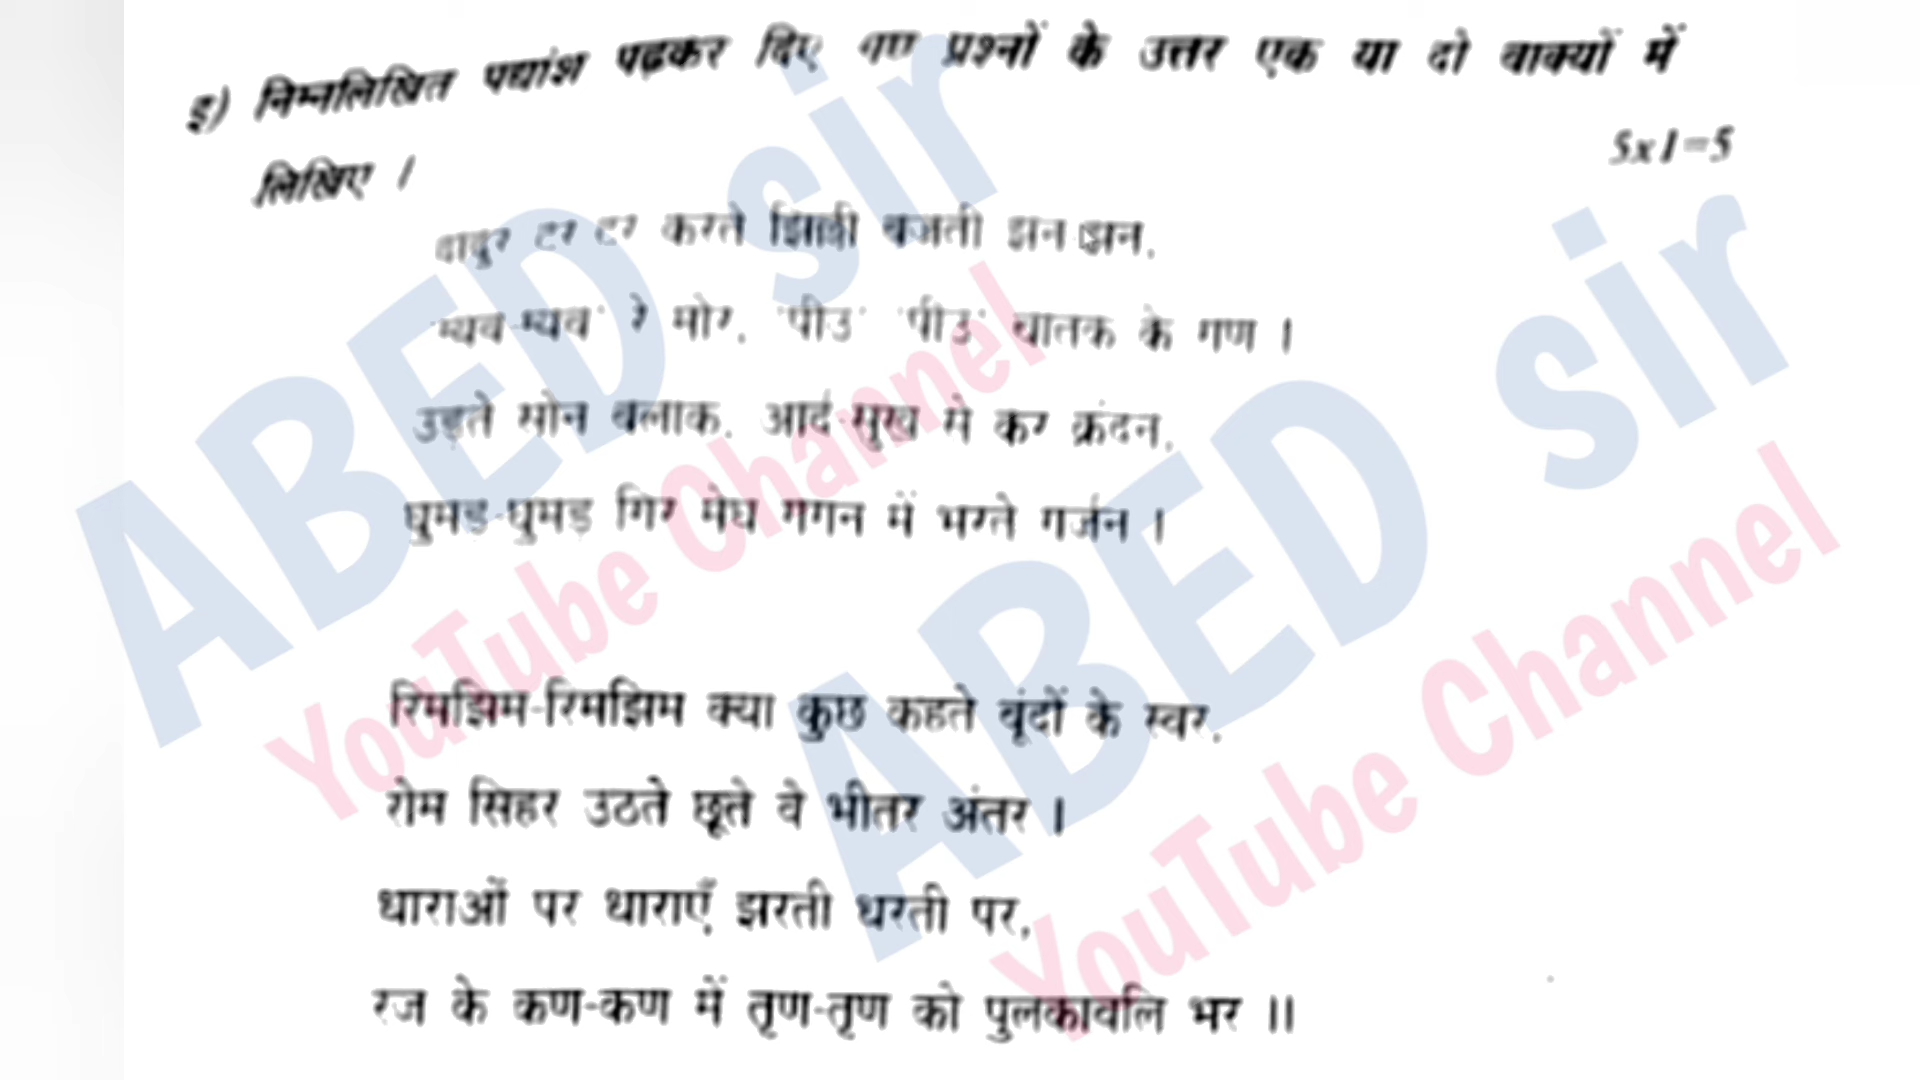 इ) निम्नलिखित पद्यांश पढ़कर दिए गए प्रश्नों के उत्तर एक या दो वाक्यों में
लिखिए ।
5x1=5
दादुर टर टर करते झिल्ली बजती झन झन,
'म्यव-म्यव' रे मोर, 'पीउ' 'पीउ' चातक के गण ।
उड़ते सोन बलाक, आर्द-सुख से कर क्रंदन,
घुमड़-घुमड़ गिर मेघ गगन में भरते गर्जन ।
रिमझिम-रिमझिम क्या कुछ कहते बूंदों के स्वर,
रोम सिहर उठते छूते वे भीतर अंतर ।
धाराओं पर धाराएँ झरती धरती पर,
रज के कण-कण में तृण-तृण को पुलकावलि भर ।।
ABED sir
YouTube Channel
ABED sir
YouTube Channel